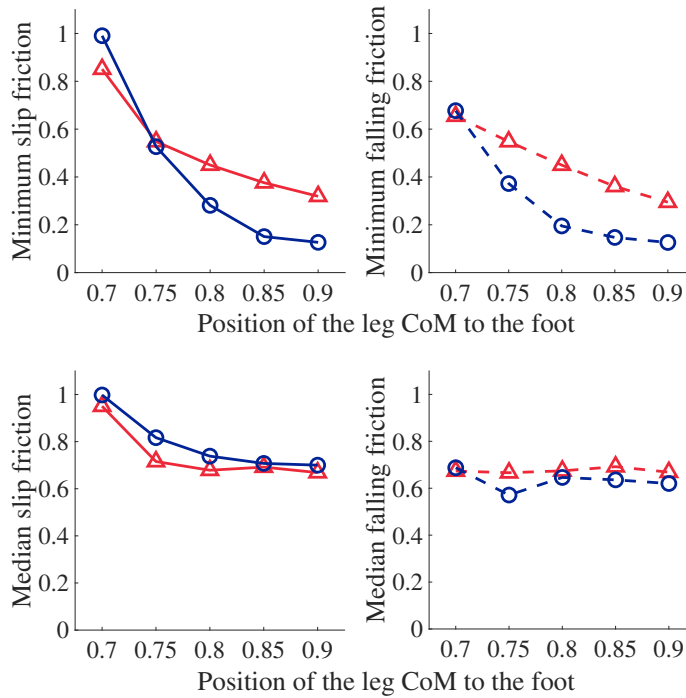 Minimum slip friction
1
0.8
0.6
0.4
0.2
0
0.7 0.75 0.8 0.85 0.9
Minimum falling friction
1
0.8
0.6
0.4
0.2
0
0.7 0.75 0.8 0.85 0.9
Position of the leg CoM to the foot
Median slip friction
1
0.8
0.6
0.4
0.2
0
0.7 0.75 0.8 0.85 0.9
Median falling friction
1
0.8
0.6
0.4
0.2
0
0.7 0.75 0.8 0.85 0.9
Position of the leg CoM to the foot